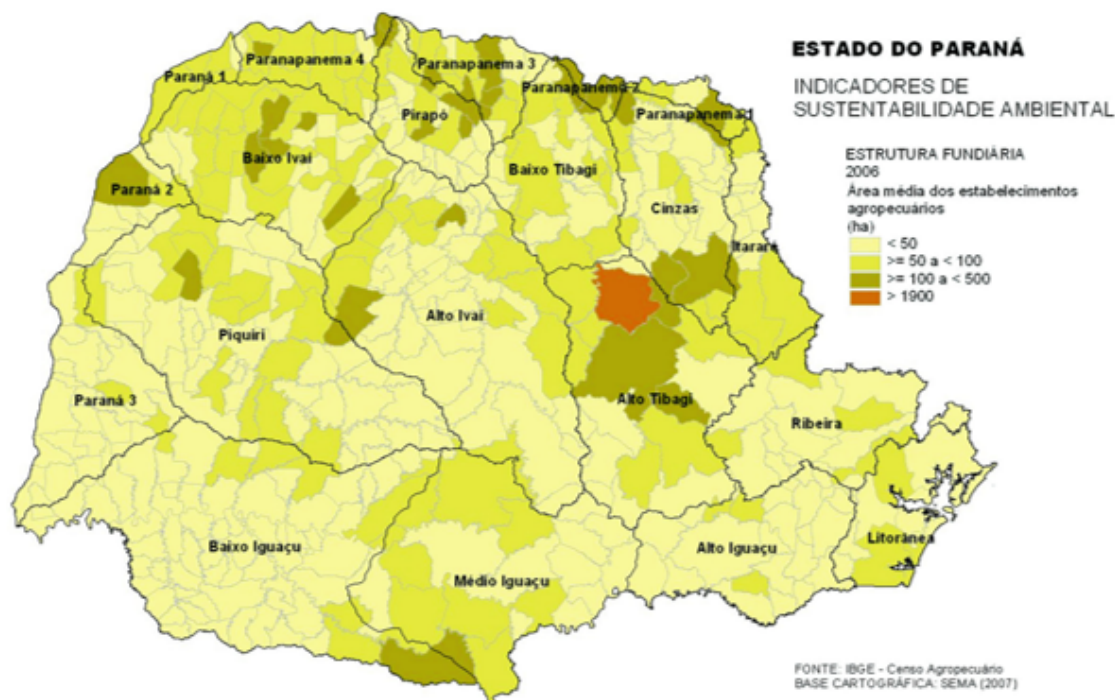 ESTADO DO PARANÁ
INDICADORES DE
SUSTENTABILIDADE AMBIENTAL
ESTRUTURA FUNDIÁRIA
2006
Área média dos estabelecimentos
agropecuários
(ha)
< 50
>= 50 a < 100
>= 100 a < 500
> 1900
Paranapanema 4
Paranapanema 3
Paraná 1
Paranapanema 2
Paranapanema 1
Pirapó
Baixo Ivaí
Baixo Tibagi
Paraná 2
Cinzas
Itararé
Alto Ivaí
Piquiri
Paraná 3
Alto Tibagi
Ribeira
Litorânea
Baixo Iguaçu
Alto Iguaçu
Médio Iguaçu
FONTE: IBGE - Censo Agropecuário
BASE CARTOGRÁFICA: SEMA (2007)